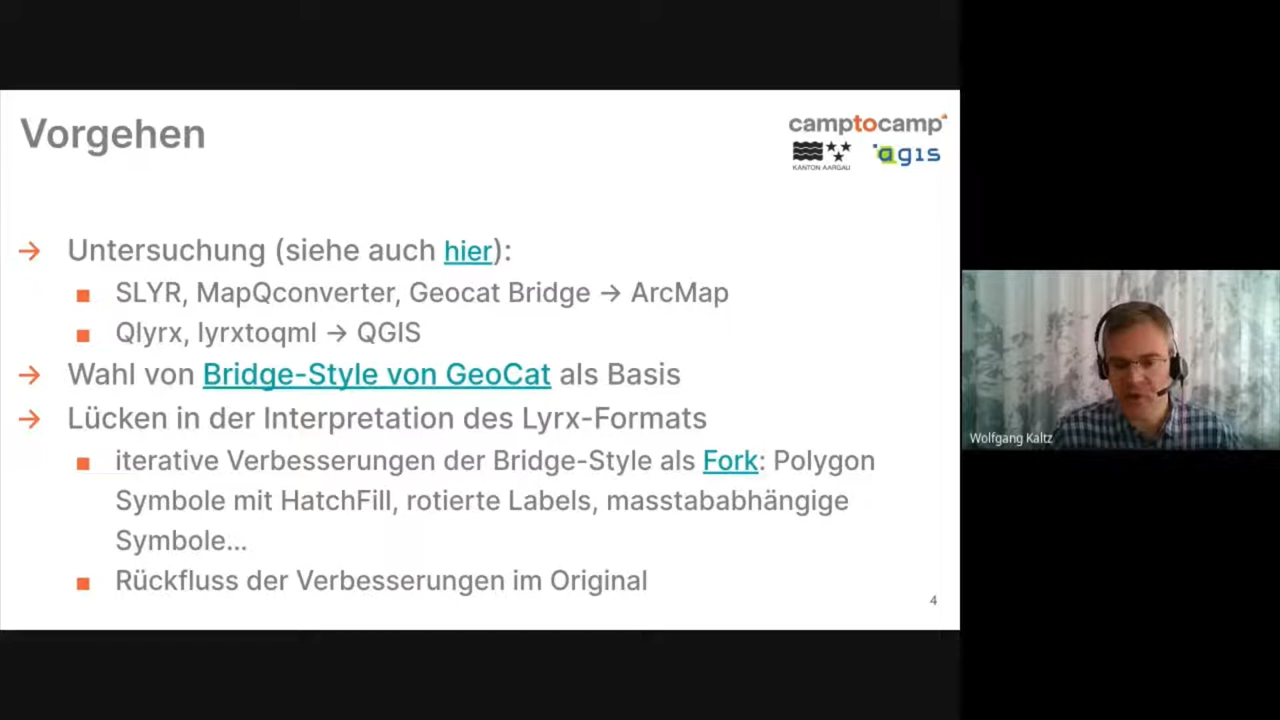 Vorgehen
camptocamp
KANTON AARGAU
agis
→ Untersuchung (siehe auch hier):
■ SLYR, MapQconverter, Geocat Bridge → ArcMap
■ Qlyrx, lyrxtoqml → QGIS
→ Wahl von Bridge-Style von GeoCat als Basis
→ Lücken in der Interpretation des Lyrx-Formats
■ iterative Verbesserungen der Bridge-Style als Fork: Polygon
Symbole mit HatchFill, rotierte Labels, masstababhängige
Symbole...
■ Rückfluss der Verbesserungen im Original
4
Wolfgang Kaltz